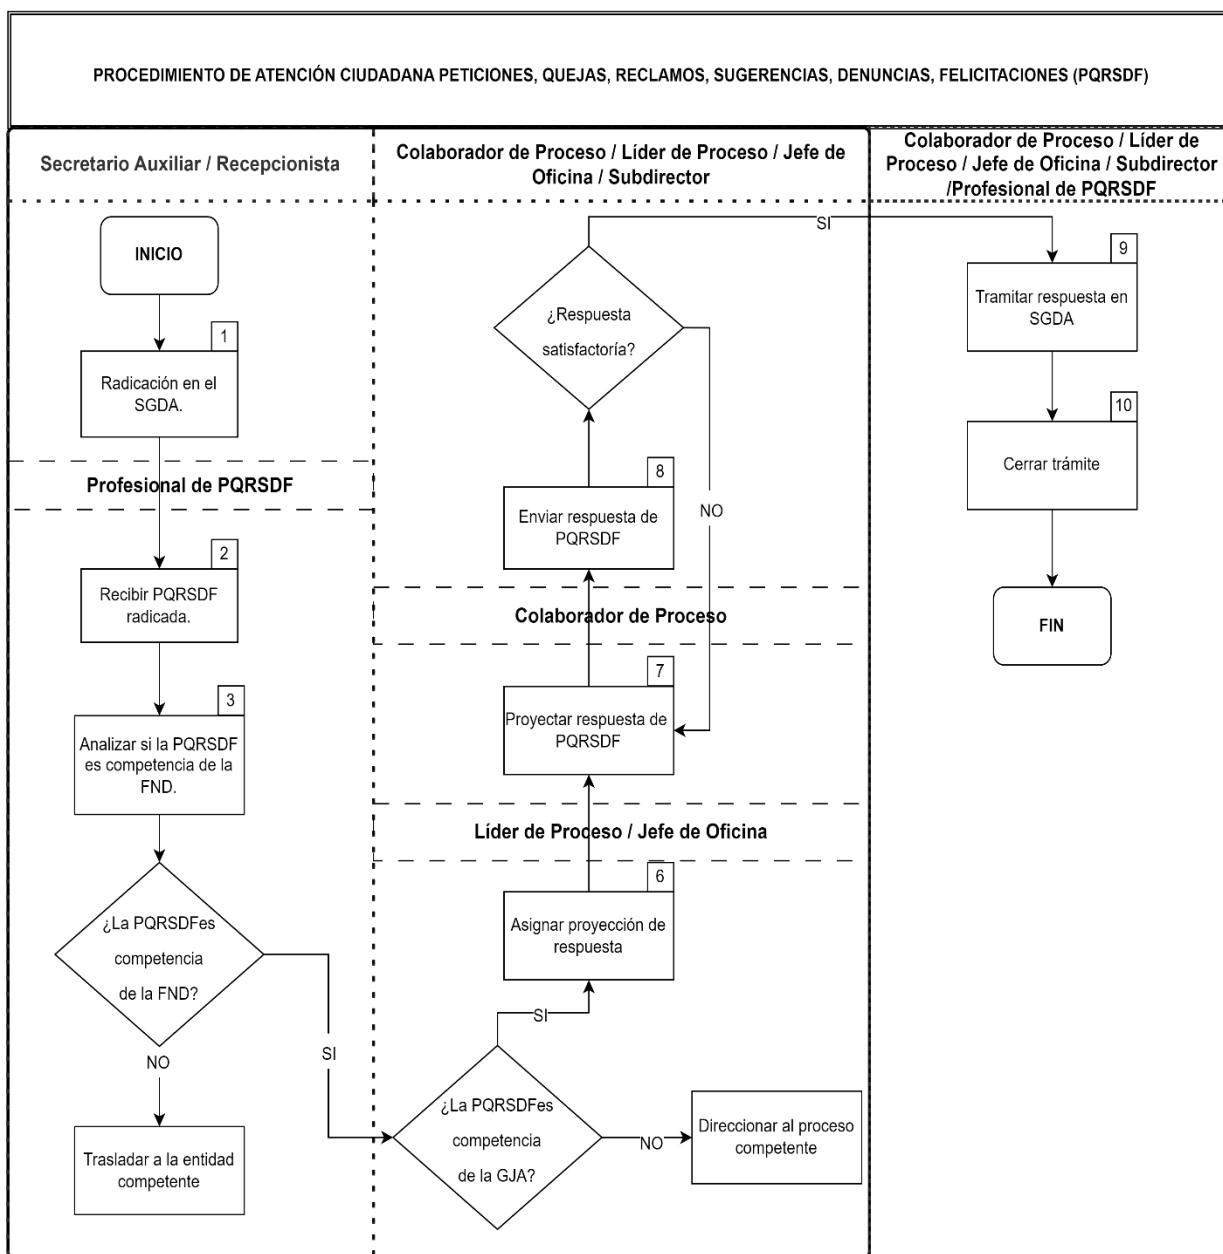 PROCEDIMIENTO DE ATENCIÓN CIUDADANA PETICIONES, QUEJAS, RECLAMOS, SUGERENCIAS, DENUNCIAS, FELICITACIONES (PQRSDF)
Secretario Auxiliar / Recepcionista
INICIO
1
Radicación en el
SGDA.
Profesional de PQRSDF
2
Recibir PQRSDF
radicada.
3
Analizar si la PQRSDF
es competencia de la
FND.
¿La PQRSDFes
competencia
de la FND?
NO
SI
Trasladar a la entidad
competente
Colaborador de Proceso / Líder de Proceso / Jefe de
Oficina / Subdirector
SI
¿Respuesta
satisfactoría?
NO
8
Enviar respuesta de
PQRSDF
Colaborador de Proceso
7
Proyectar respuesta de
PQRSDF
Líder de Proceso / Jefe de Oficina
6
Asignar proyección de
respuesta
SI
¿La PQRSDFes
competencia
de la GJA?
NO
Direccionar al proceso
competente
Colaborador de Proceso / Líder de
Proceso / Jefe de Oficina / Subdirector
/Profesional de PQRSDF
9
Tramitar respuesta en
SGDA
10
Cerrar trámite
FIN